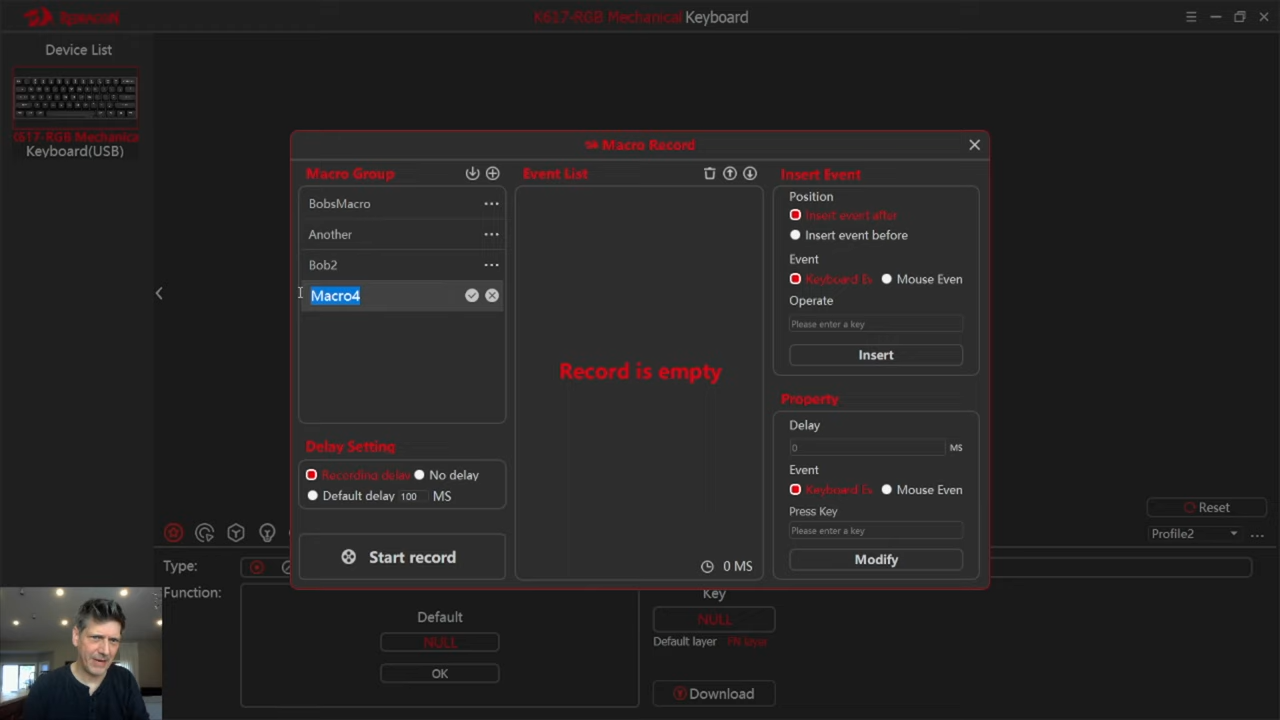 REDRAGON
K617-RGB Mechanical Keyboard
Device List
K617-RGB Mechanica
Keyboard(USB)
Macro Record
Macro Group
BobsMacro
Another
Bob2
Macro4
Delay Setting
Recording delay
No delay
Default delay 100 MS
Start record
Event List
Record is empty
0 MS
Insert Event
Position
Insert event after
Insert event before
Event
Keyboard Ev
Mouse Even
Operate
Please enter a key
Insert
Property
Delay
0 MS
Event
Keyboard Ev
Mouse Even
Press Key
Please enter a key
Modify
Reset
Profile2
Type:
Function:
Default
NULL
OK
Key
NULL
Default layer FN layer
Download